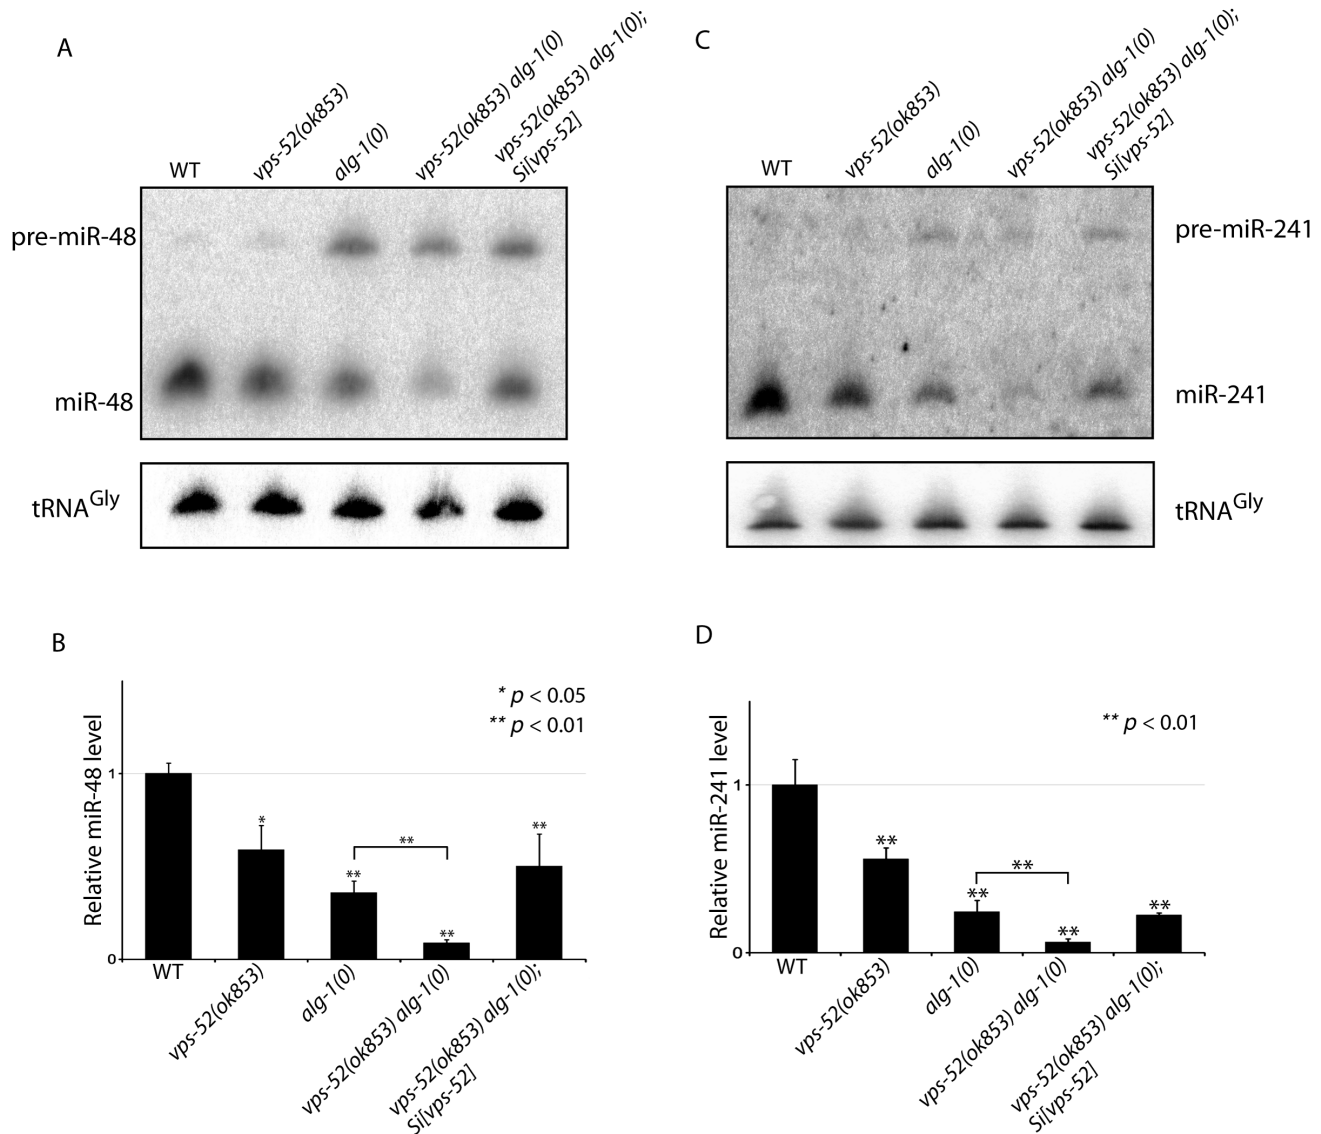 A
WT
vps-52(ok853)
alg-1(0)
vps-52(ok853) alg-1(0)
vps-52(ok853) alg-1(0);
Si[vps-52]
pre-miR-48
miR-48
tRNAGly
C
WT
vps-52(ok853)
alg-1(0)
vps-52(ok853) alg-1(0)
vps-52(ok853) alg-1(0);
Si[vps-52]
pre-miR-241
miR-241
tRNAGly
B
* p < 0.05
** p < 0.01
Relative miR-48 level
1
0
*
**
**
**
**
WT
vps-52(ok853)
alg-1(0)
vps-52(ok853) alg-1(0)
vps-52(ok853) alg-1(0);
Si[vps-52]
D
** p < 0.01
Relative miR-241 level
1
0
**
**
**
**
**
WT
vps-52(ok853)
alg-1(0)
vps-52(ok853) alg-1(0)
vps-52(ok853) alg-1(0);
Si[vps-52]